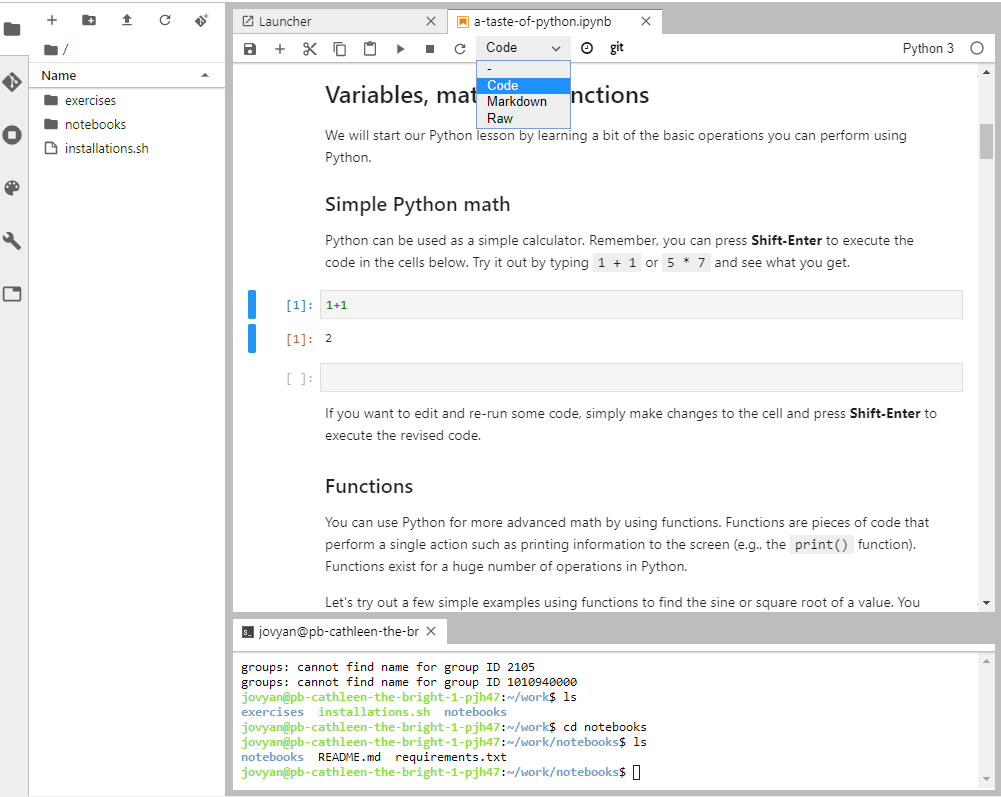 Launcher
a-taste-of-python.ipynb
Code
git
Python 3
/
Name
exercises
notebooks
installations.sh
-
Code
Markdown
Raw
Variables, mat nctions
We will start our Python lesson by learning a bit of the basic operations you can perform using
Python.
Simple Python math
Python can be used as a simple calculator. Remember, you can press Shift-Enter to execute the
code in the cells below. Try it out by typing 1 + 1 or 5 * 7 and see what you get.
[1]: 1+1
[1]: 2
[ ]:
If you want to edit and re-run some code, simply make changes to the cell and press Shift-Enter to
execute the revised code.
Functions
You can use Python for more advanced math by using functions. Functions are pieces of code that
perform a single action such as printing information to the screen (e.g., the print() function).
Functions exist for a huge number of operations in Python.
Let's try out a few simple examples using functions to find the sine or square root of a value. You
jovyan@pb-cathleen-the-br
groups: cannot find name for group ID 2105
groups: cannot find name for group ID 1010940000
jovyan@pb-cathleen-the-bright-1-pjh47:~/work$ ls
exercises installations.sh notebooks
jovyan@pb-cathleen-the-bright-1-pjh47:~/work$ cd notebooks
jovyan@pb-cathleen-the-bright-1-pjh47:~/work/notebooks$ ls
notebooks README.md requirements.txt
jovyan@pb-cathleen-the-bright-1-pjh47:~/work/notebooks$